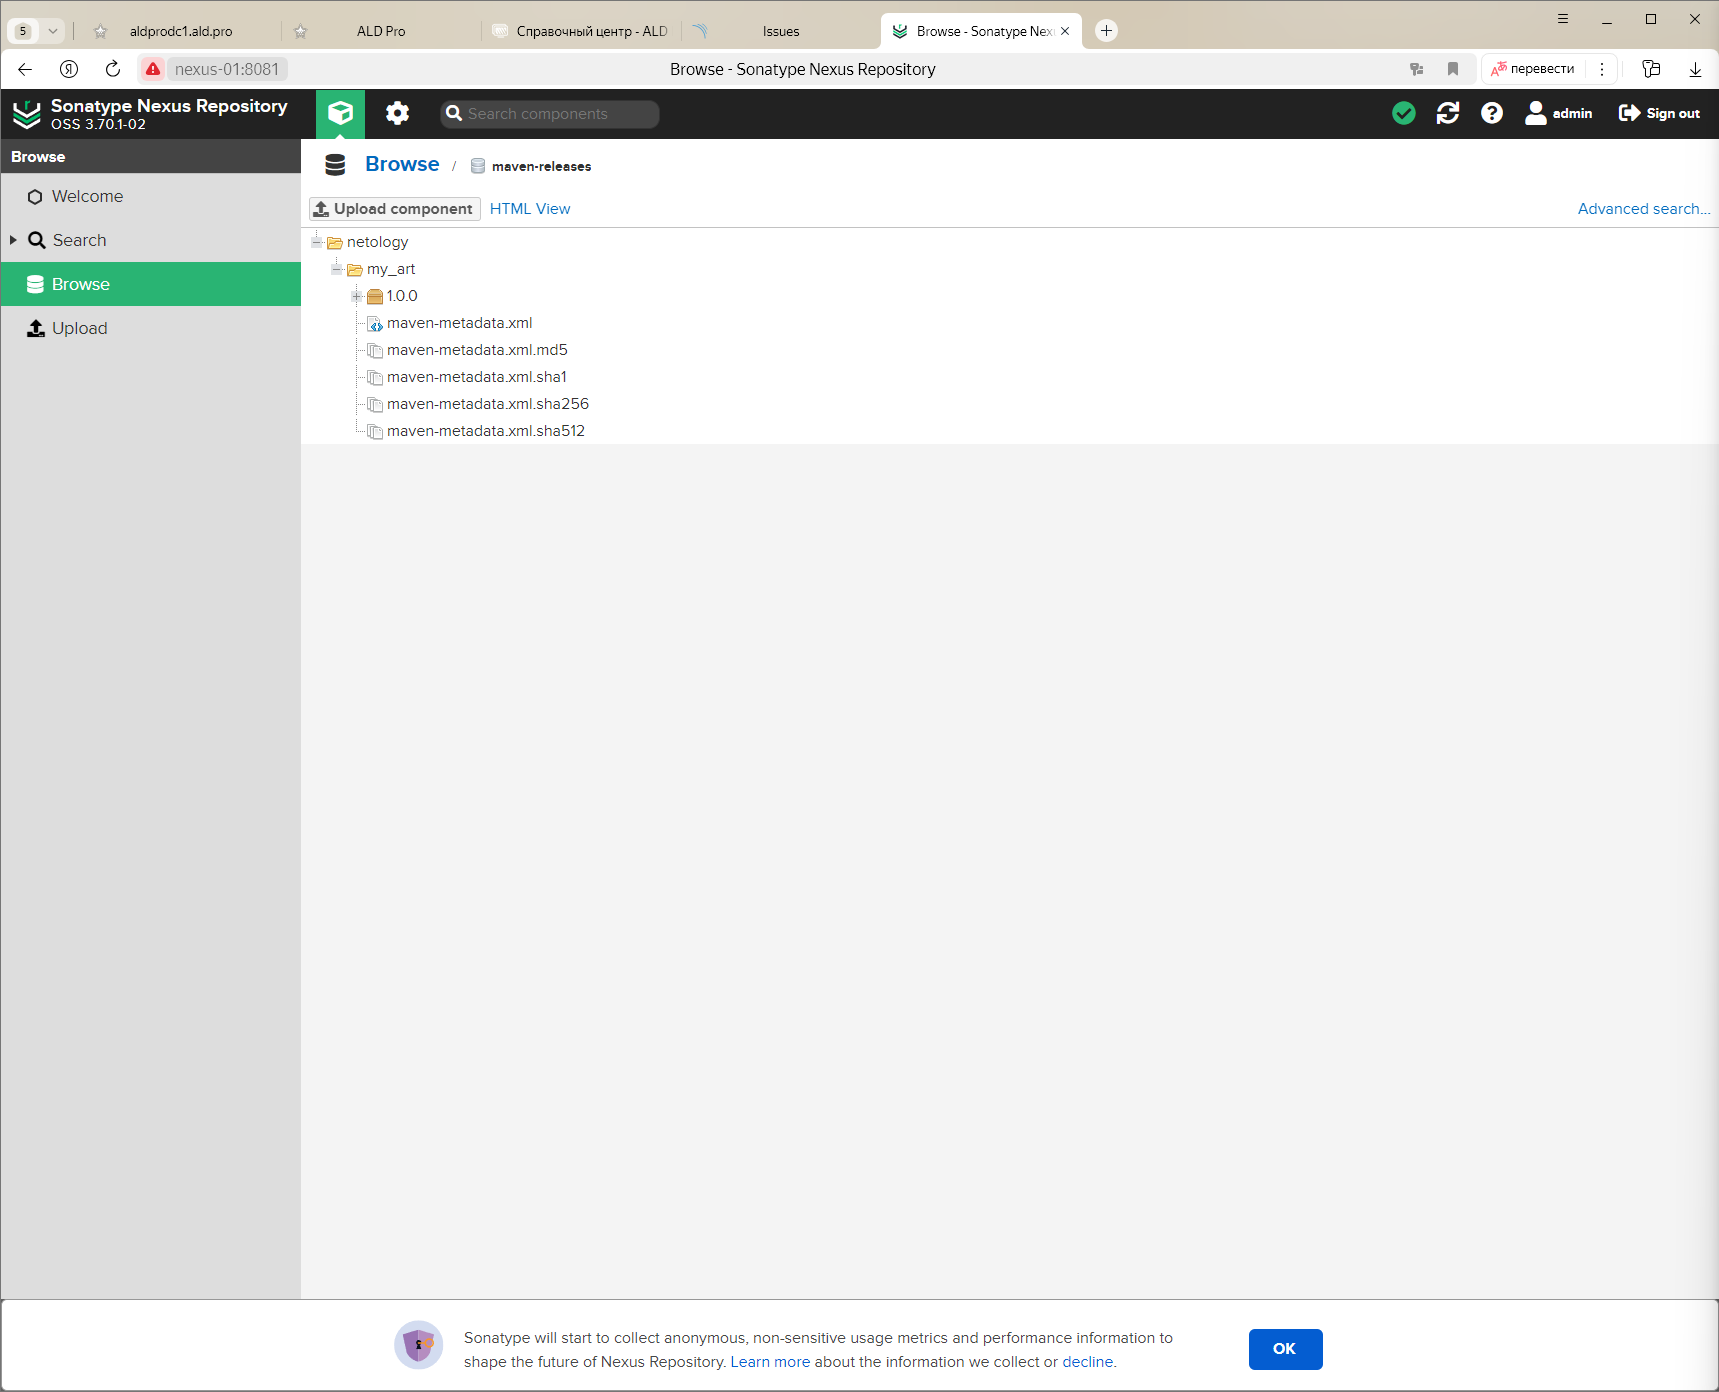 5
aldprodc1.ald.pro
ALD Pro
Справочный центр - ALD
Issues
Browse - Sonatype Nex
nexus-01:8081
Browse - Sonatype Nexus Repository
перевести
Sonatype Nexus Repository
OSS 3.70.1-02
Search components
admin
Sign out
Browse
Welcome
Search
Browse
Upload
Browse / maven-releases
Upload component
HTML View
Advanced search...
netology
my_art
1.0.0
maven-metadata.xml
maven-metadata.xml.md5
maven-metadata.xml.sha1
maven-metadata.xml.sha256
maven-metadata.xml.sha512
Sonatype will start to collect anonymous, non-sensitive usage metrics and performance information to
shape the future of Nexus Repository. Learn more about the information we collect or decline.
OK